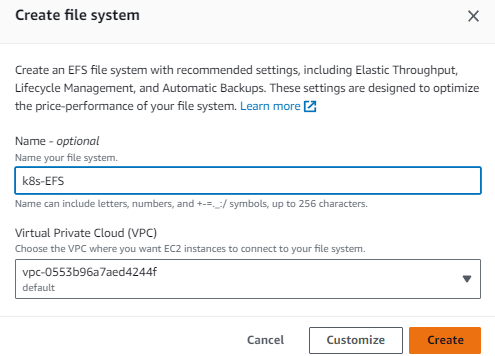 Create file system
Create an EFS file system with recommended settings, including Elastic Throughput,
Lifecycle Management, and Automatic Backups. These settings are designed to optimize
the price-performance of your file system. Learn more
Name - optional
Name your file system.
k8s-EFS
Name can include letters, numbers, and +-=._:/ symbols, up to 256 characters.
Virtual Private Cloud (VPC)
Choose the VPC where you want EC2 instances to connect to your file system.
vpc-0553b96a7aed4244f
default
Cancel
Customize
Create